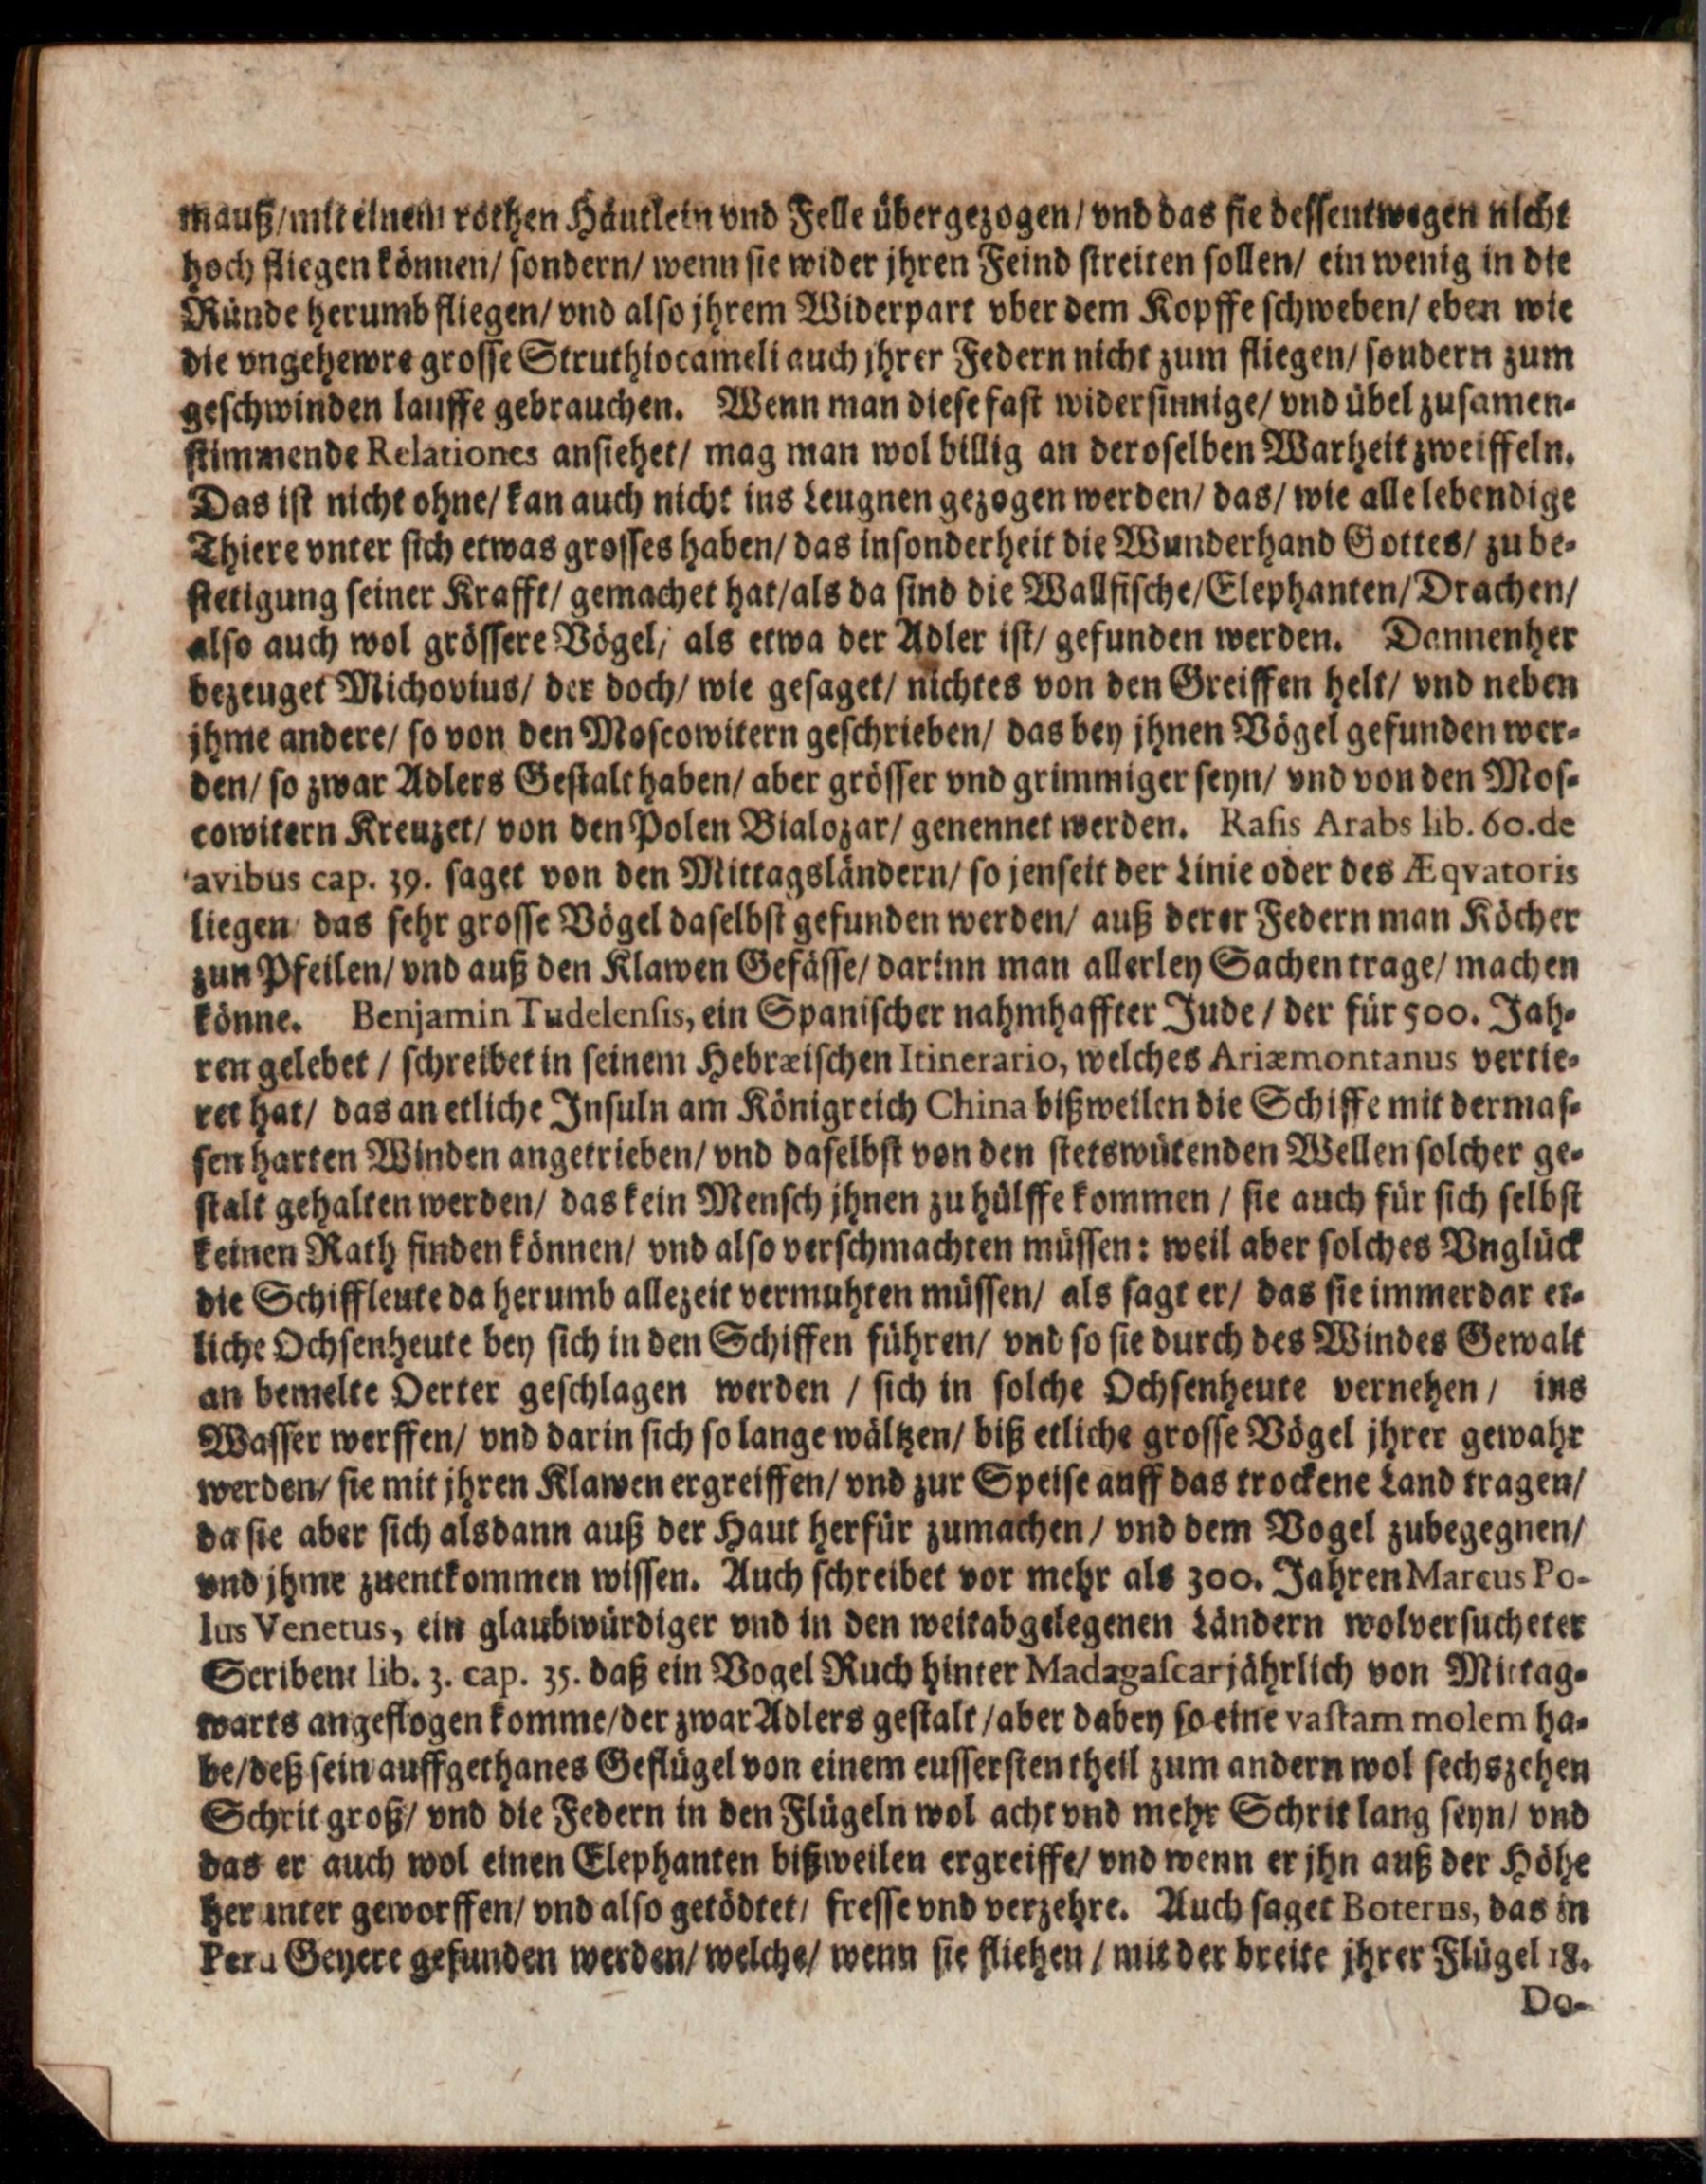 mauß/mit einem rothen Häutlein vnd Felle übergezogen/ vnd das sie dessentwegen nicht
hoch fliegen können/ sondern/ wenn sie wider jhren Feind streiten sollen/ ein wenig in die
Ründe herumb fliegen/ vnd also jhrem Widerpart vber dem Kopffe schweben/ eben wie
die vngehewre grosse Struthiocameli auch jhrer Federn nicht zum fliegen/ sondern zum
geschwinden lauffe gebrauchen. Wenn man diese fast widersinnige/ vnd übel zusamen-
stimmende Relationes ansiehet/ mag man wol billig an deroselben Warheit zweiffeln.
Das ist nicht ohne/ kan auch nicht ins Leugnen gezogen werden/ das/ wie alle lebendige
Thiere vnter sich etwas grosses haben/ das insonderheit die Wunderhand Gottes/ zu be-
stetigung seiner Krafft/ gemachet hat/als da sind die Wallfische/Elephanten/Drachen/
also auch wol grössere Vögel/ als etwa der Adler ist/ gefunden werden. Dannenher
bezeuget Michovius/ der doch/ wie gesaget/ nichtes von den Greiffen helt/ vnd neben
jhme andere/ so von den Moscowitern geschrieben/ das bey jhnen Vögel gefunden wer-
den/ so zwar Adlers Gestalt haben/ aber grösser vnd grimmiger seyn/ vnd von den Mos-
cowitern Kreuzet/ von den Polen Bialozar/ genennet werden. Rasis Arabs lib. 60. de
avibus cap. 39. saget von den Mittagsländern/ so jenseit der Linie oder des Æqvatoris
liegen das sehr grosse Vögel daselbst gefunden werden/ auß derer Federn man Köcher
zun Pfeilen/ vnd auß den Klawen Gefässe/ darinn man allerley Sachen trage/ machen
könne. Benjamin Tudelensis, ein Spanischer nahmhaffter Jude / der für 500. Jah-
ren gelebet / schreibet in seinem Hebræischen Itinerario, welches Ariæmontanus vertie-
ret hat/ das an etliche Insuln am Königreich China bißweilen die Schiffe mit dermas-
sen harten Winden angetrieben/ vnd daselbst von den stetswütenden Wellen solcher ge-
stalt gehalten werden/ das kein Mensch jhnen zu hülffe kommen / sie auch für sich selbst
keinen Rath finden können/ vnd also verschmachten müssen: weil aber solches Vnglück
die Schiffleute da herumb allezeit vermuhten müssen/ als sagt er/ das sie immerdar et-
liche Ochsenheute bey sich in den Schiffen führen/ vnd so sie durch des Windes Gewalt
an bemelte Oerter geschlagen werden / sich in solche Ochsenheute vernehen / ins
Wasser werffen/ vnd darin sich so lange wältzen/ biß etliche grosse Vögel jhrer gewahr
werden/ sie mit jhren Klawen ergreiffen/ vnd zur Speise auff das trockene Land tragen/
da sie aber sich alsdann auß der Haut herfür zumachen / vnd dem Vogel zubegegnen/
vnd jhme zuentkommen wissen. Auch schreibet vor mehr als 300. Jahren Marcus Po-
lus Venetus, ein glaubwürdiger vnd in den weitabgelegenen Ländern wolversucheter
Scribent lib. 3. cap. 35. daß ein Vogel Ruch hinter Madagascar jährlich von Mittag-
warts angeflogen komme/der zwar Adlers gestalt /aber dabey so eine vastam molem ha-
be/deß sein auffgethanes Geflügel von einem eussersten theil zum andern wol sechszehen
Schrit groß/ vnd die Federn in den Flügeln wol acht vnd mehr Schrit lang seyn/ vnd
das er auch wol einen Elephanten bißweilen ergreiffe/ vnd wenn er jhn auß der Höhe
herunter geworffen/ vnd also getödtet/ fresse vnd verzehre. Auch saget Boterus, das in
Peru Geyere gefunden werden/ welche/ wenn sie fliehen / mit der breite jhrer Flügel 18.
Do-